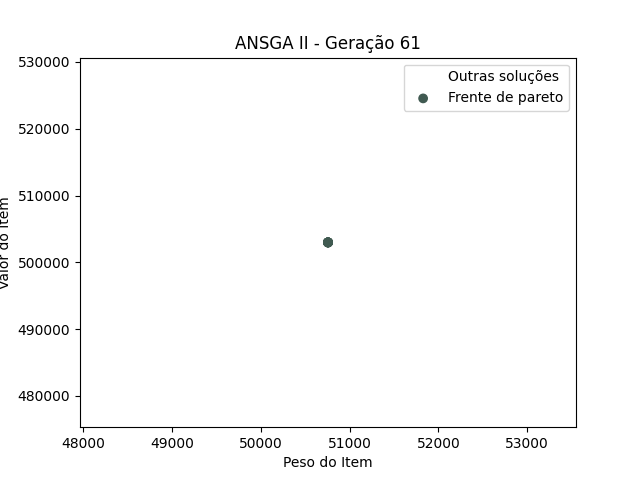 ANSGA II - Geração 61
530000
520000
510000
500000
490000
480000
Valor do Item
48000 49000 50000 51000 52000 53000
Peso do Item
Outras soluções
Frente de pareto